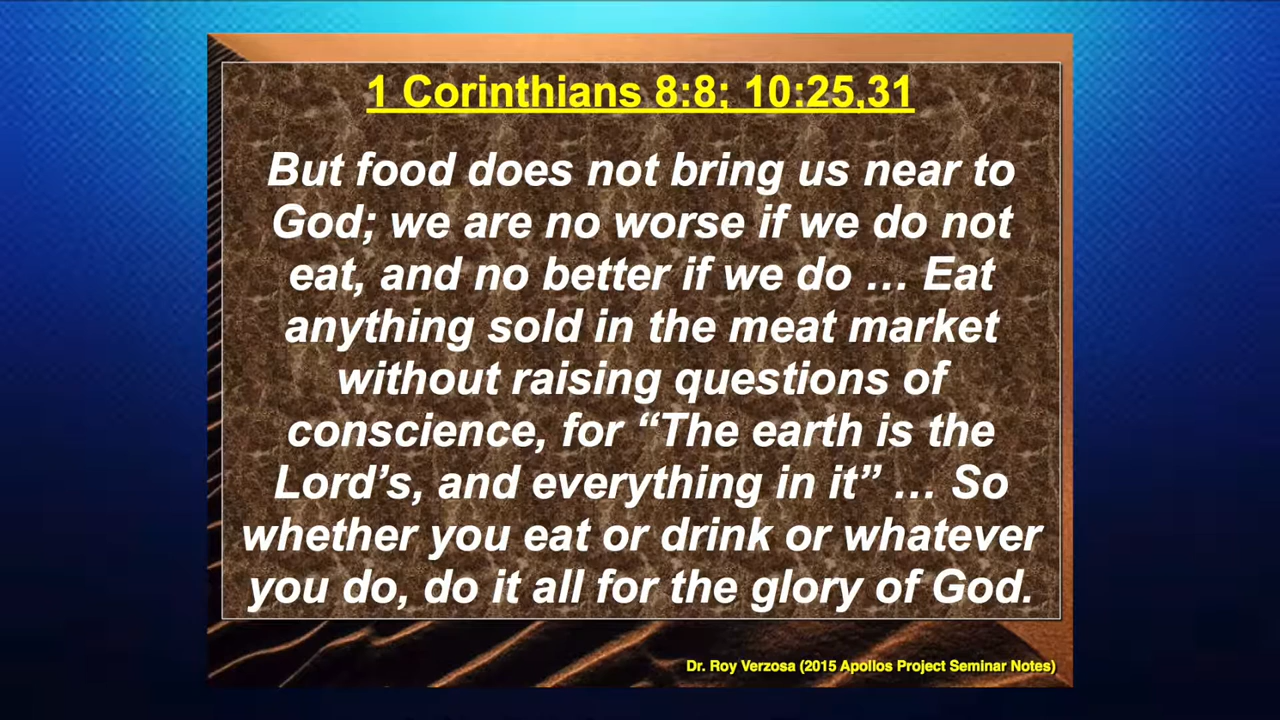 1 Corinthians 8:8; 10:25,31
But food does not bring us near to
God; we are no worse if we do not
eat, and no better if we do … Eat
anything sold in the meat market
without raising questions of
conscience, for “The earth is the
Lord’s, and everything in it” … So
whether you eat or drink or whatever
you do, do it all for the glory of God.
Dr. Roy Verzosa (2015 Apollos Project Seminar Notes)